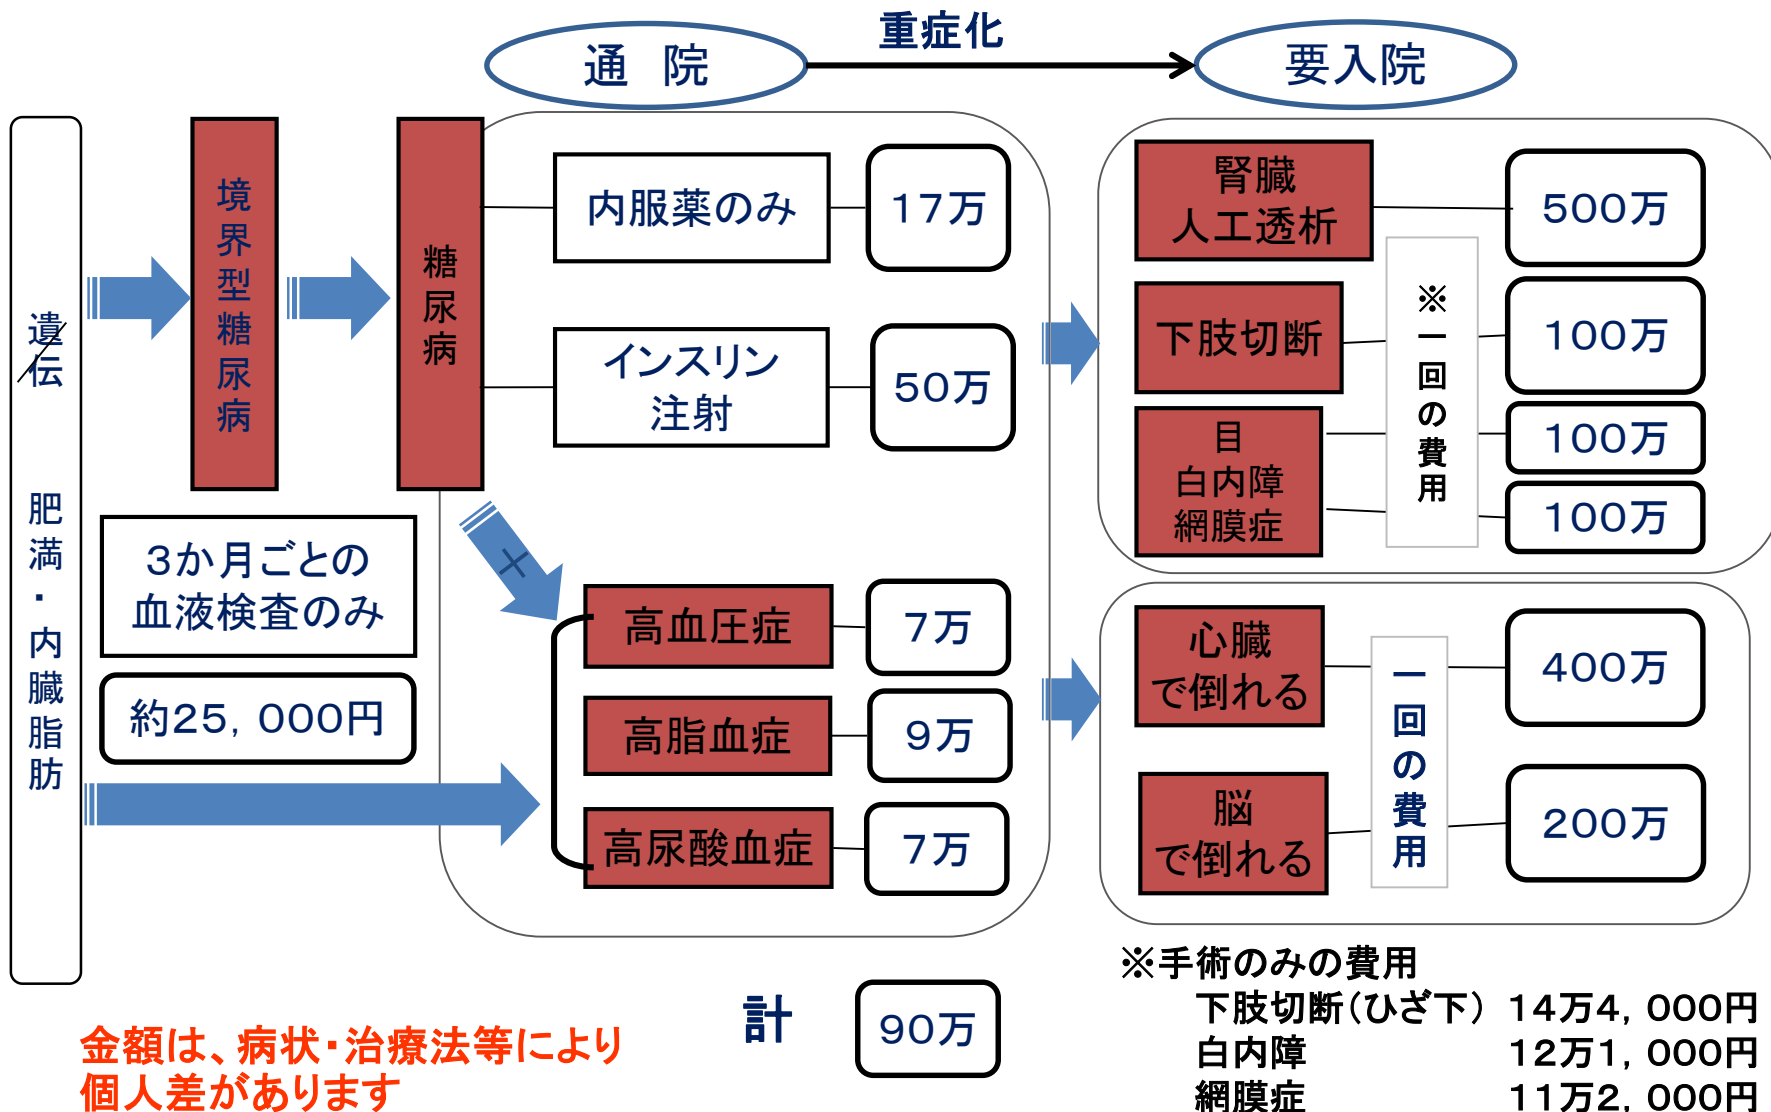 重症化
通 院
要入院
遺伝
肥満・内臓脂肪
境界型糖尿病
糖尿病
3か月ごとの
血液検査のみ
約25,000円
内服薬のみ
17万
インスリン
注射
50万
＋
高血圧症
7万
高脂血症
9万
高尿酸血症
7万
計
90万
腎臓
人工透析
500万
下肢切断
100万
目
白内障
網膜症
100万
100万
※一回の費用
心臓
で倒れる
400万
脳
で倒れる
200万
一回の費用
※手術のみの費用
下肢切断(ひざ下) 14万4,000円
白内障 12万1,000円
網膜症 11万2,000円
金額は、病状・治療法等により
個人差があります